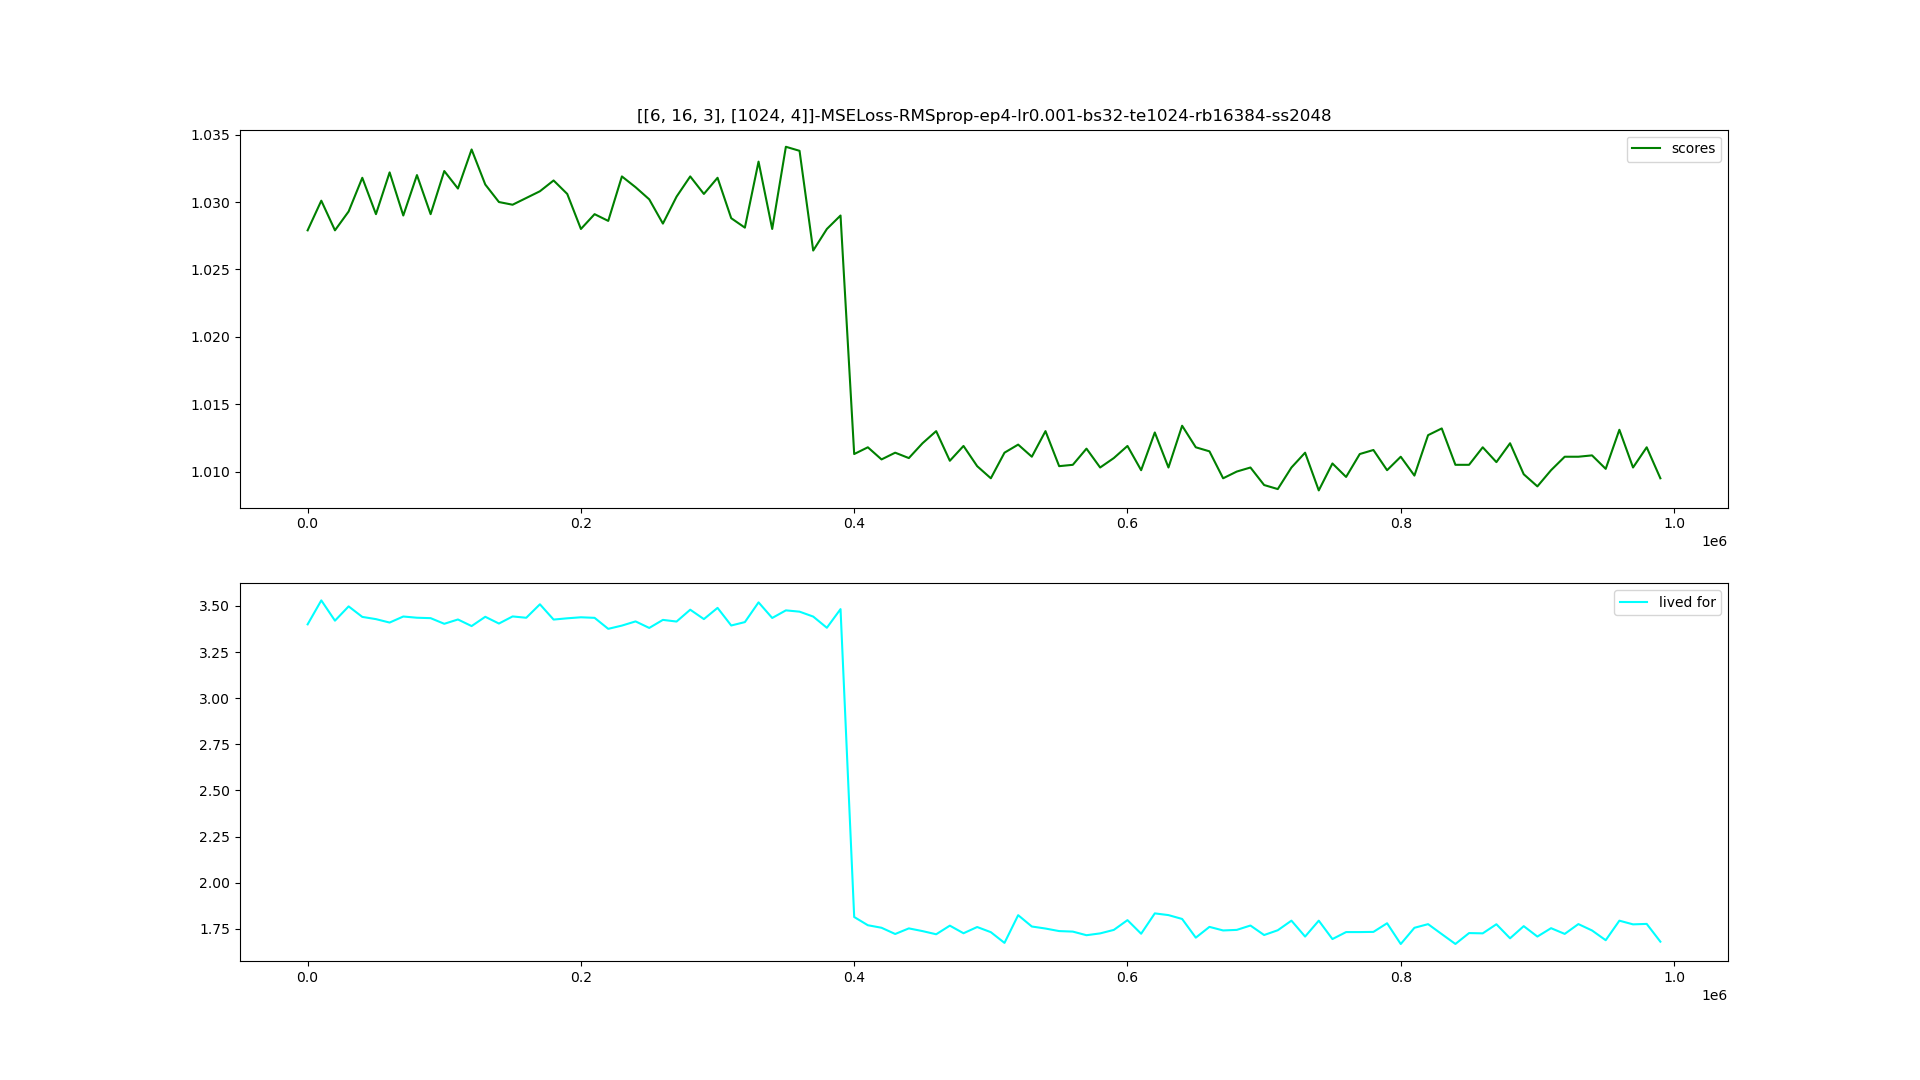 [[6, 16, 3], [1024, 4]]-MSELoss-RMSprop-ep4-lr0.001-bs32-te1024-rb16384-ss2048
scores
1.035
1.030
1.025
1.020
1.015
1.010
0.0 0.2 0.4 0.6 0.8 1.0
1e6
lived for
3.50
3.25
3.00
2.75
2.50
2.25
2.00
1.75
0.0 0.2 0.4 0.6 0.8 1.0
1e6